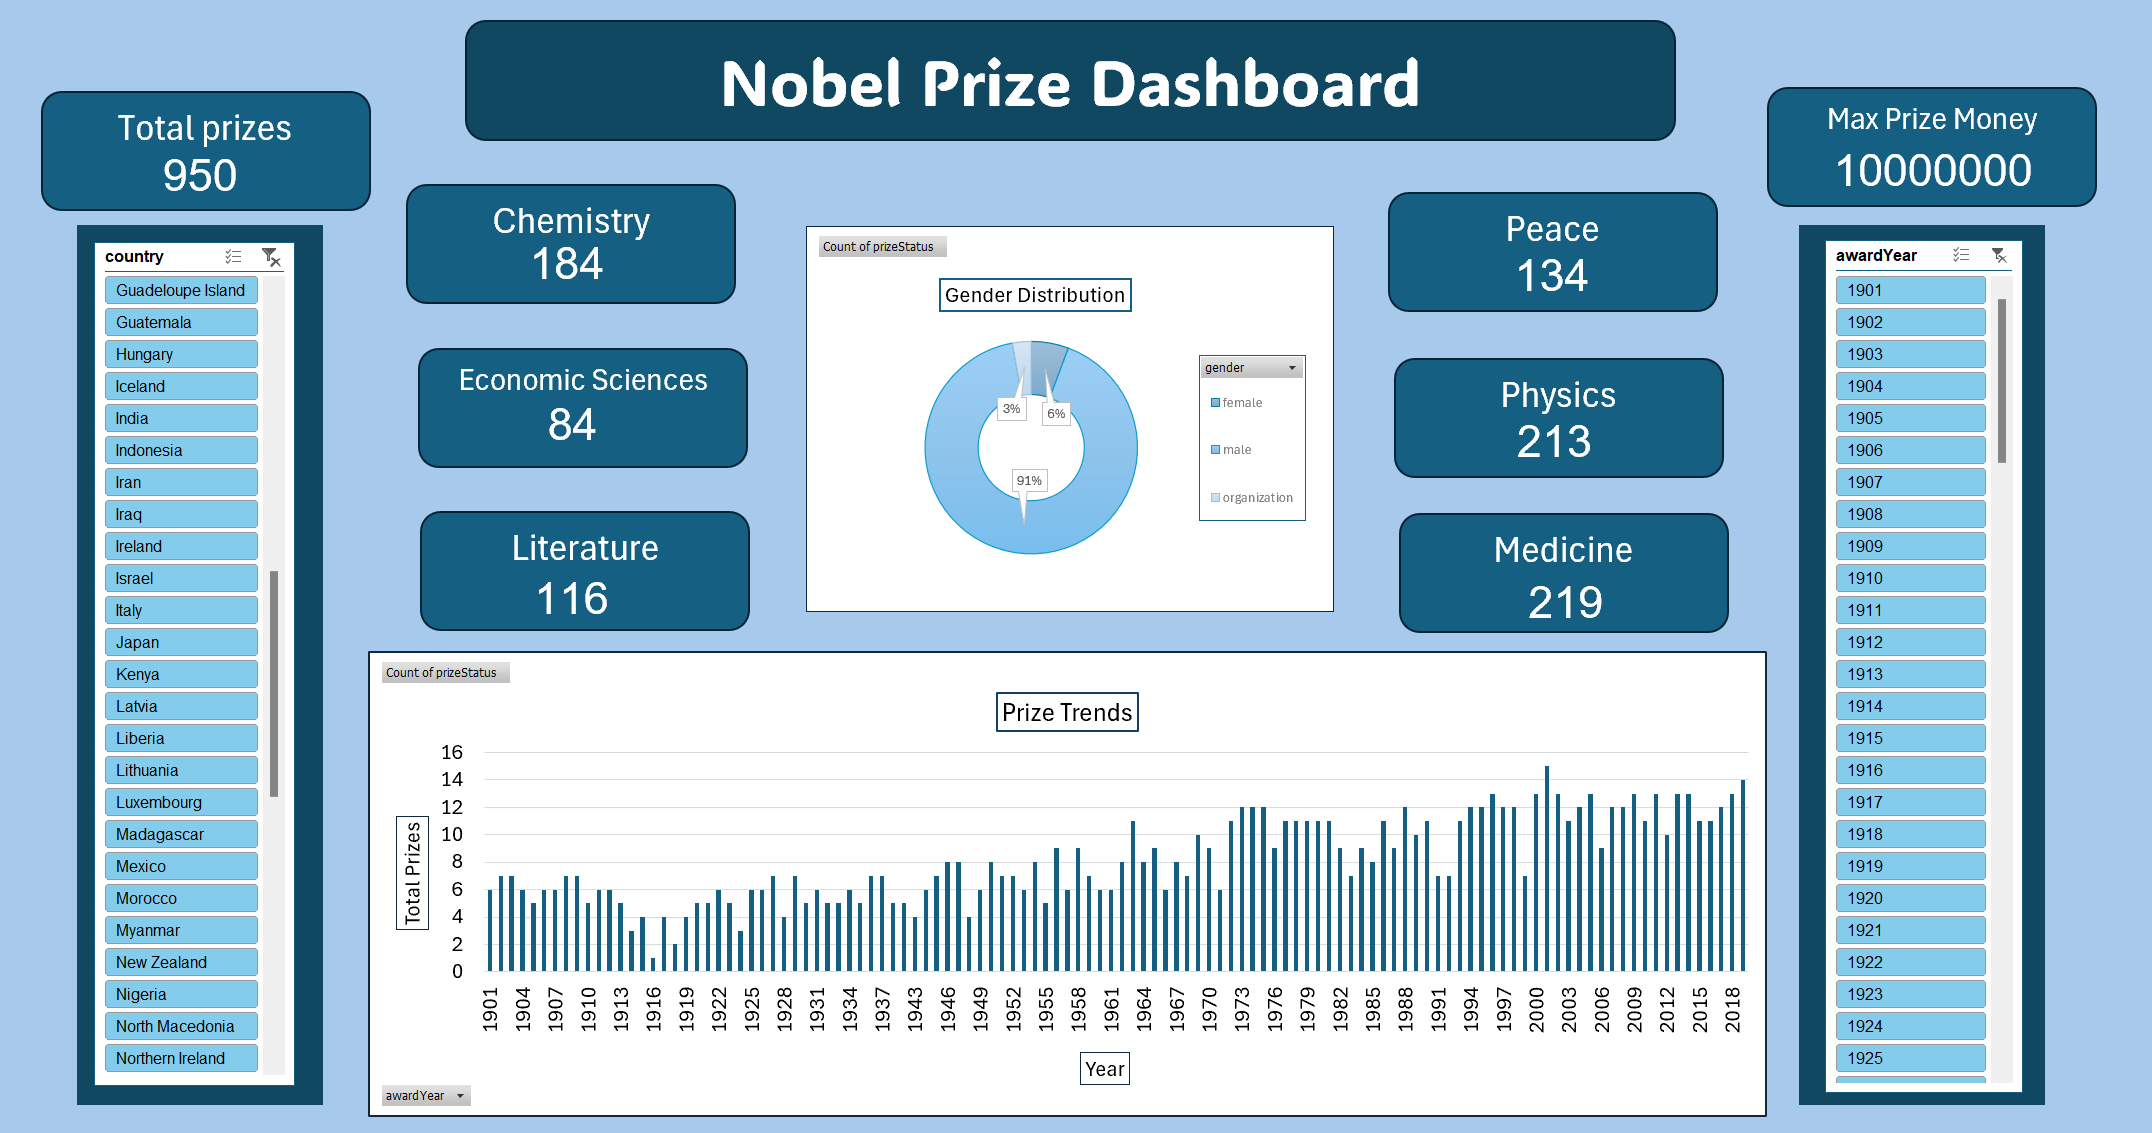 Nobel Prize Dashboard
Total prizes
950
Max Prize Money
10000000
Chemistry
184
Economic Sciences
84
Literature
116
Peace
134
Physics
213
Medicine
219
country
Guadeloupe Island
Guatemala
Hungary
Iceland
India
Indonesia
Iran
Iraq
Ireland
Israel
Italy
Japan
Kenya
Latvia
Liberia
Lithuania
Luxembourg
Madagascar
Mexico
Morocco
Myanmar
New Zealand
Nigeria
North Macedonia
Northern Ireland
Count of prizeStatus
Gender Distribution
3%
6%
91%
gender
female
male
organization
Count of prizeStatus
Prize Trends
Total Prizes
16
14
12
10
8
6
4
2
0
1901
1904
1907
1910
1913
1916
1919
1922
1925
1928
1931
1934
1937
1943
1946
1949
1952
1955
1958
1961
1964
1967
1970
1973
1976
1979
1982
1985
1988
1991
1994
1997
2000
2003
2006
2009
2012
2015
2018
Year
awardYear
awardYear
1901
1902
1903
1904
1905
1906
1907
1908
1909
1910
1911
1912
1913
1914
1915
1916
1917
1918
1919
1920
1921
1922
1923
1924
1925